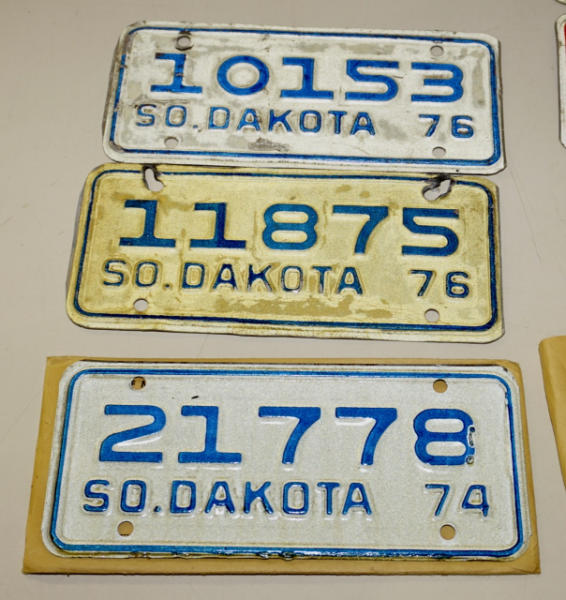 10153
SO.DAKOTA 76
11875
SO.DAKOTA 76
21778
SO.DAKOTA 74